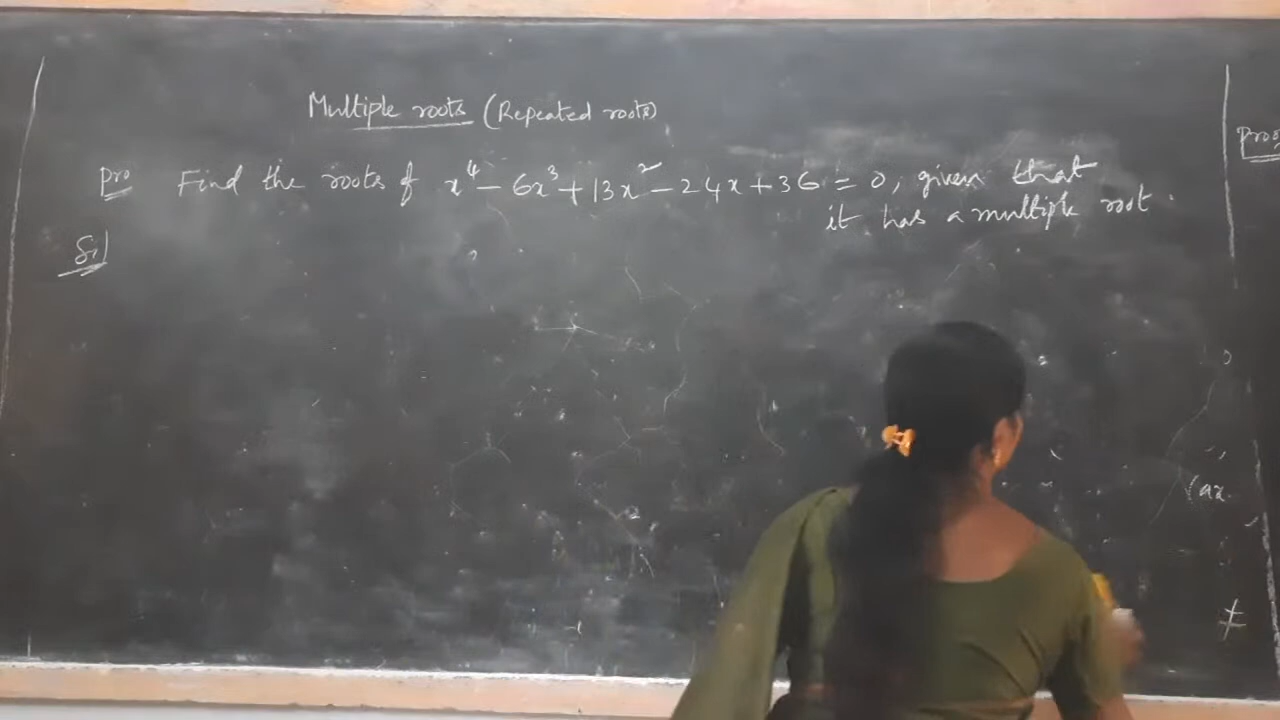 Multiple roots (Repeated roots)
Pro Find the roots of x⁴ - 6x³ + 13x² - 24x + 36 = 0, given that
it has a multiple root.
Sol
(ax